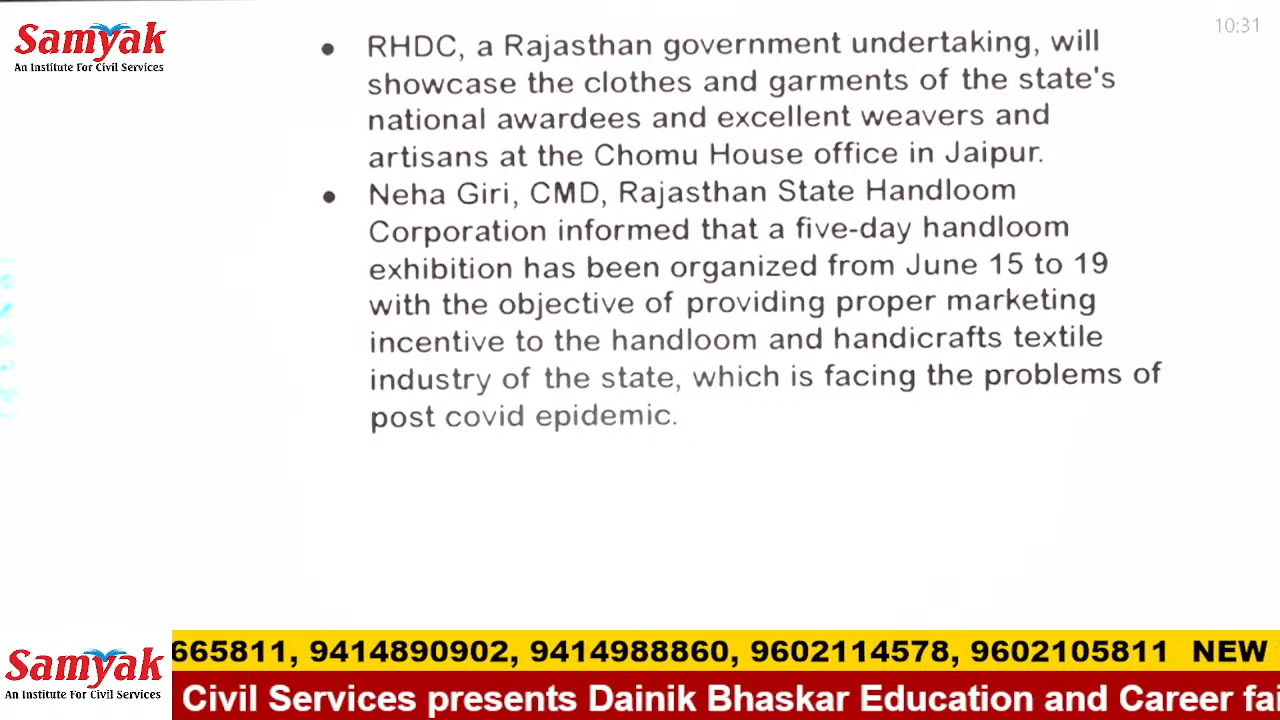 Samyak
An Institute For Civil Services
10:31
• RHDC, a Rajasthan government undertaking, will
showcase the clothes and garments of the state's
national awardees and excellent weavers and
artisans at the Chomu House office in Jaipur.
• Neha Giri, CMD, Rajasthan State Handloom
Corporation informed that a five-day handloom
exhibition has been organized from June 15 to 19
with the objective of providing proper marketing
incentive to the handloom and handicrafts textile
industry of the state, which is facing the problems of
post covid epidemic.
Samyak
An Institute For Civil Services
665811, 9414890902, 9414988860, 9602114578, 9602105811 NEW
Civil Services presents Dainik Bhaskar Education and Career fai